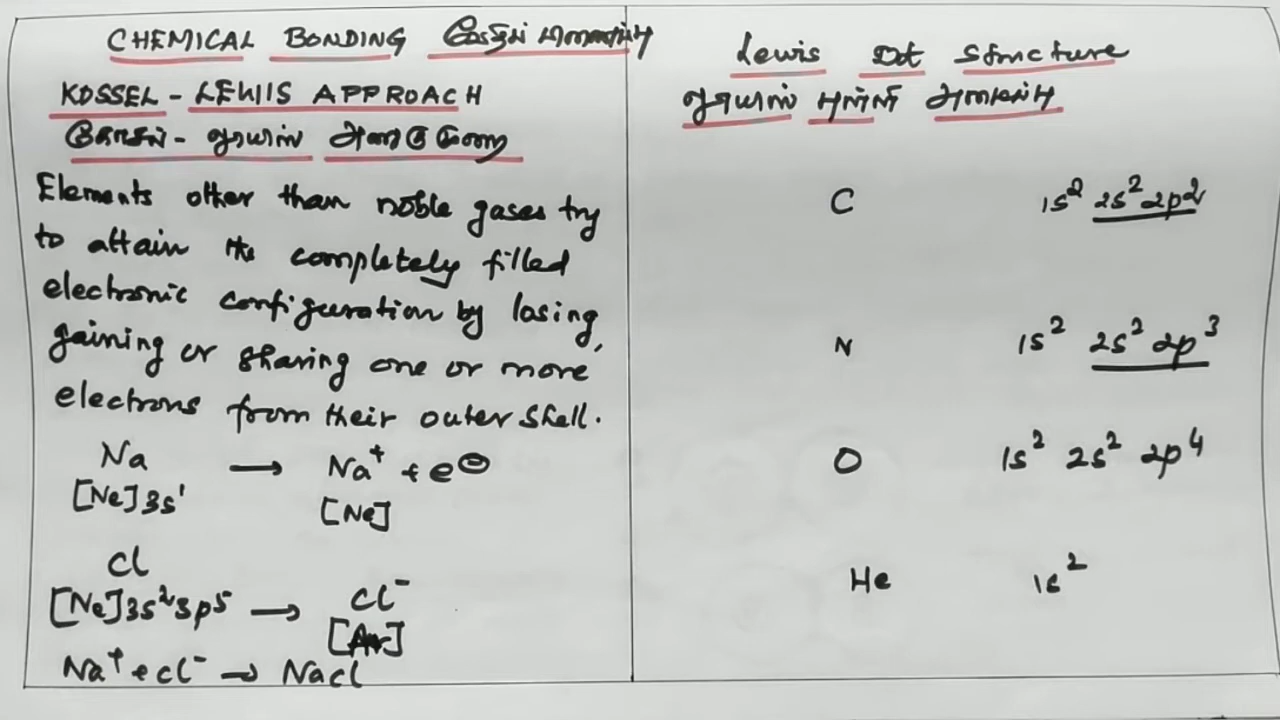 CHEMICAL BONDING வேதிப் பிணைப்பு
KOSSEL - LEWIS APPROACH
கோசல் - லூயிஸ் அணுகுமுறை
Elements other than noble gases try
to attain the completely filled
electronic configuration by losing,
gaining or sharing one or more
electrons from their outer shell.
Na → Na⁺ + e⊖
[Ne]3s¹ [Ne]
Cl
[Ne]3s²3p⁵ → Cl⁻
[Ar]
Na⁺ + Cl⁻ → NaCl
Lewis Dot Structure
லூயிஸ் புள்ளி அமைப்பு
C 1s² 2s² 2p²
N 1s² 2s² 2p³
O 1s² 2s² 2p⁴
He 1s²